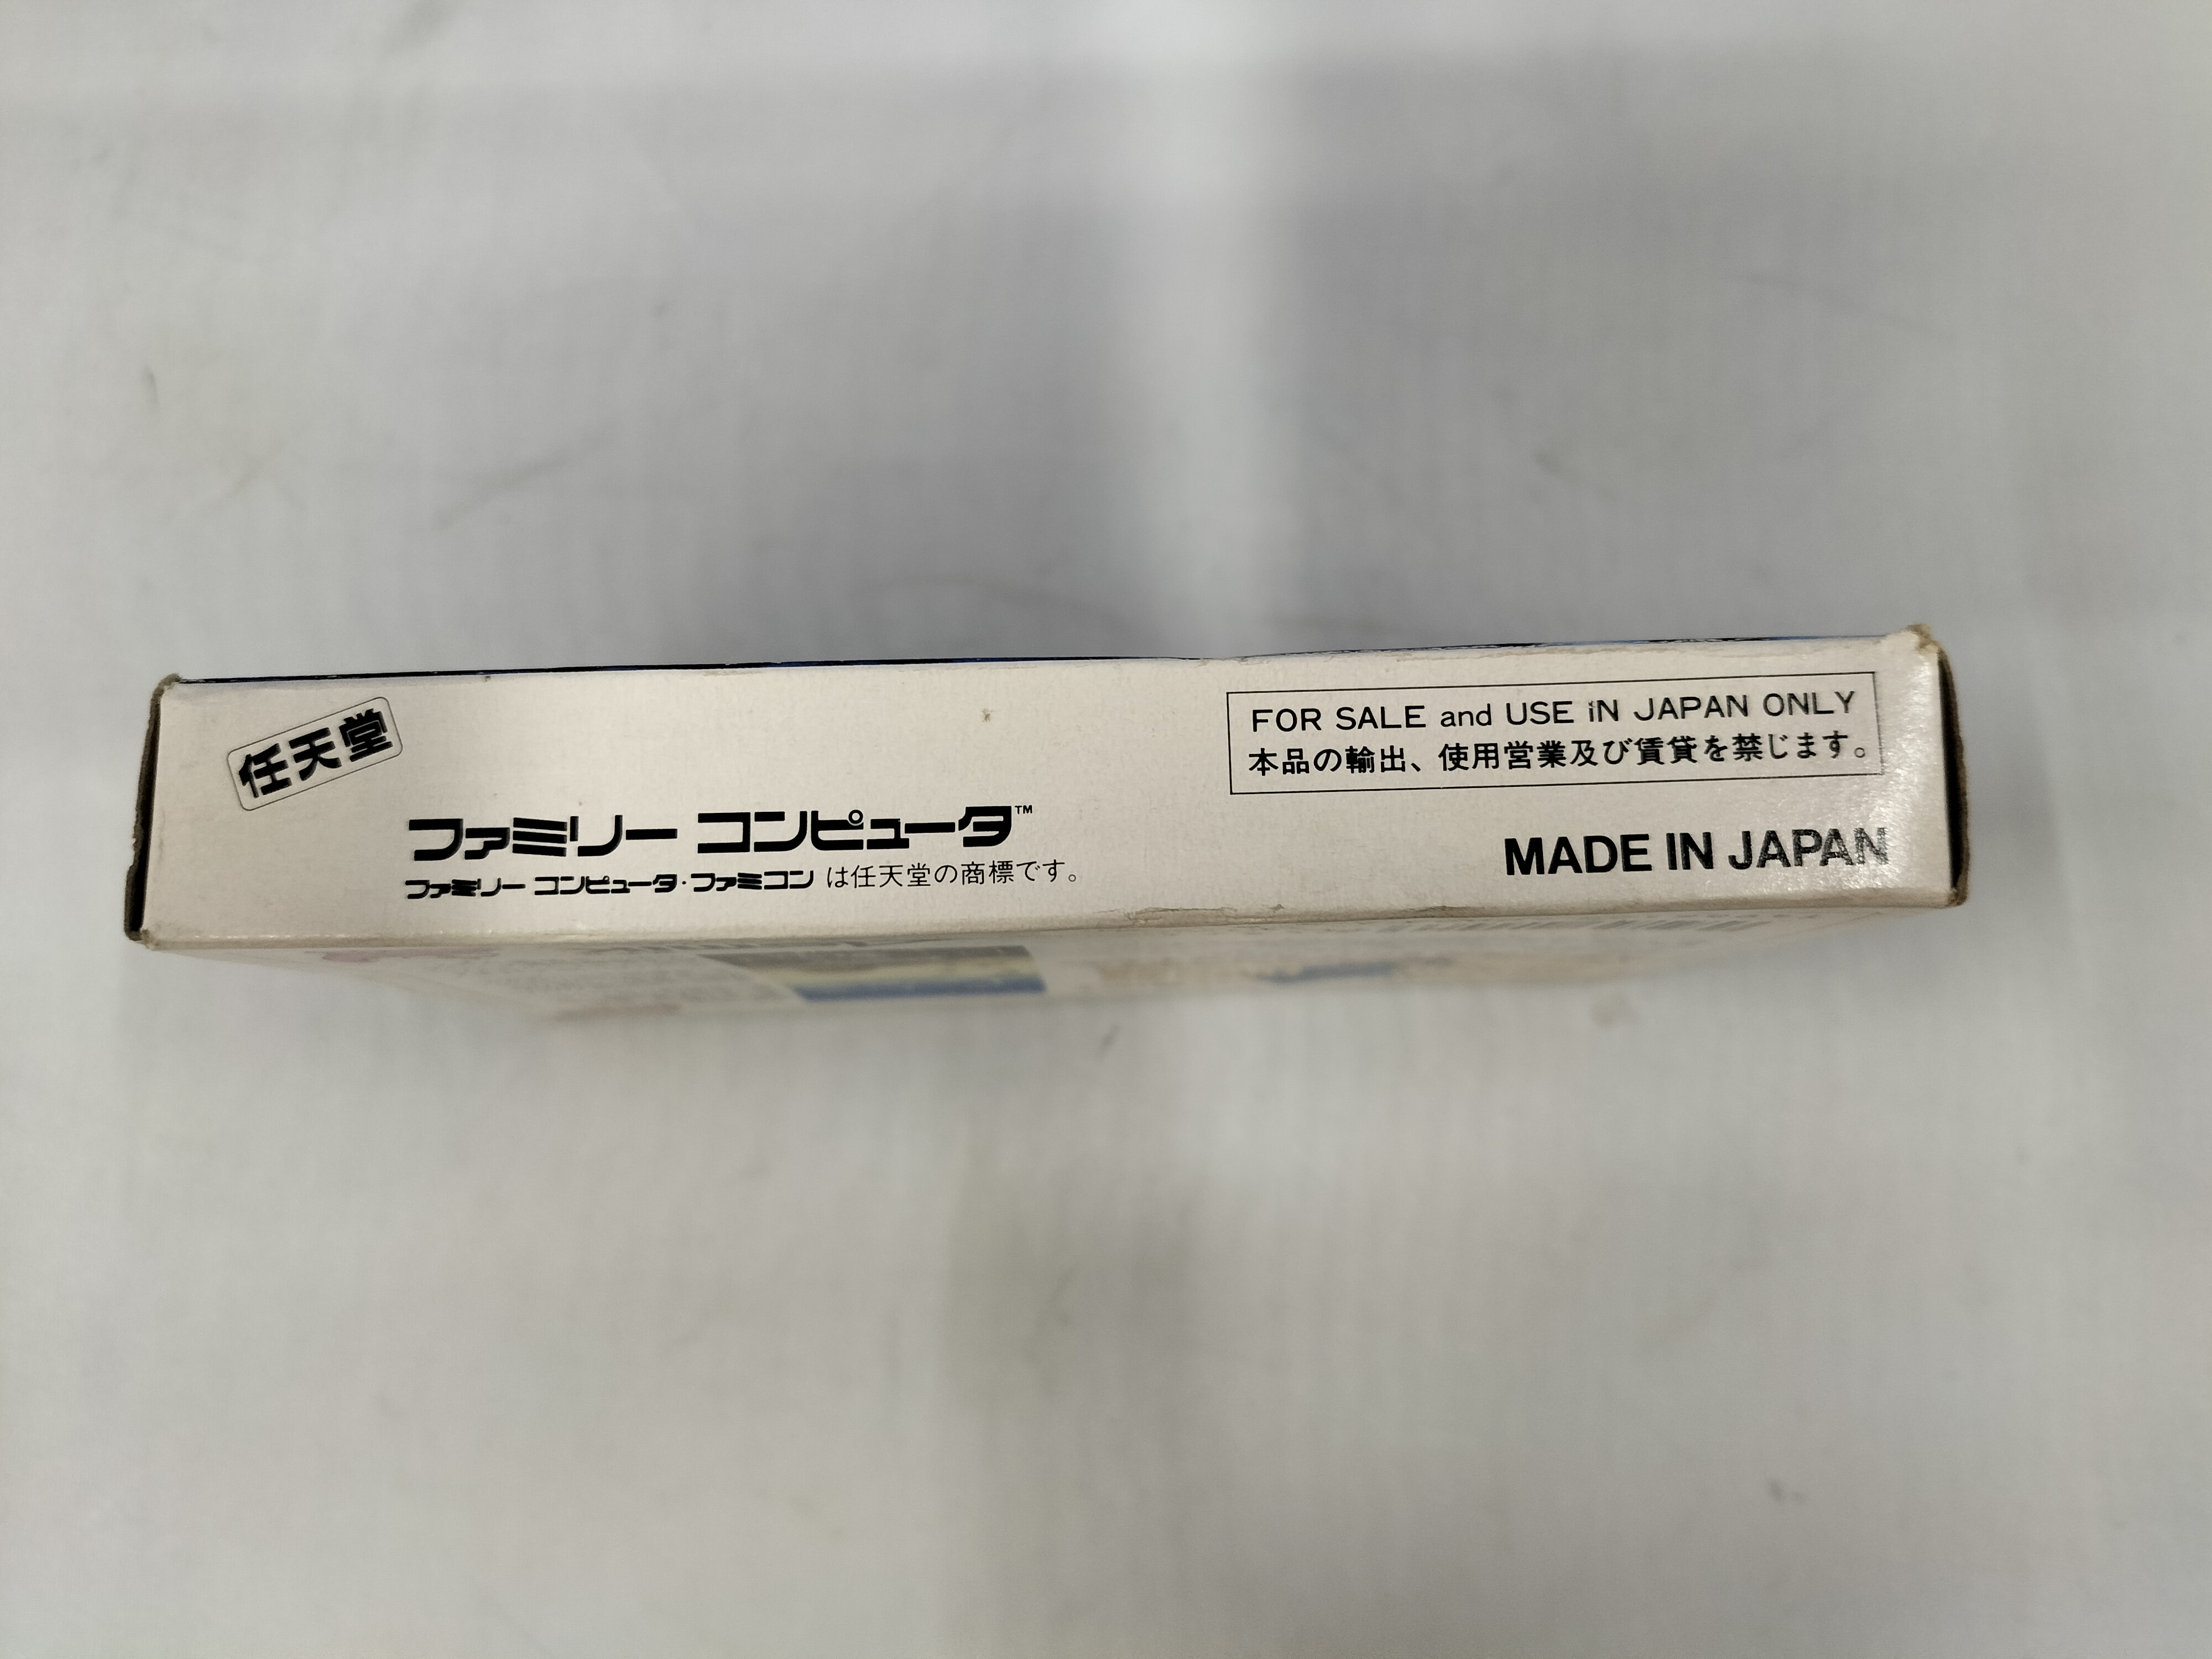 任天堂
ファミリー コンピュータ™
ファミリー コンピュータ・ファミコン は任天堂の商標です。
FOR SALE and USE iN JAPAN ONLY
本品の輸出、使用営業及び賃貸を禁じます。
MADE IN JAPAN